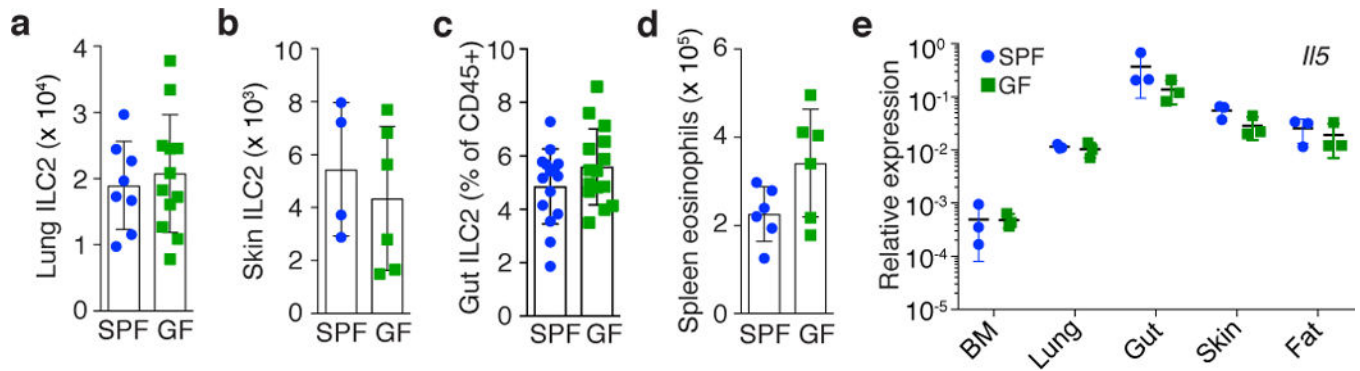 a
Lung ILC2 (x 10⁴)
4
3
2
1
0
SPF GF
b
Skin ILC2 (x 10³)
10
8
6
4
2
0
SPF GF
c
Gut ILC2 (% of CD45+)
10
8
6
4
2
0
SPF GF
d
Spleen eosinophils (x 10⁵)
6
4
2
0
SPF GF
e
Relative expression
10⁰
10⁻¹
10⁻²
10⁻³
10⁻⁴
10⁻⁵
SPF
GF
Il5
BM
Lung
Gut
Skin
Fat